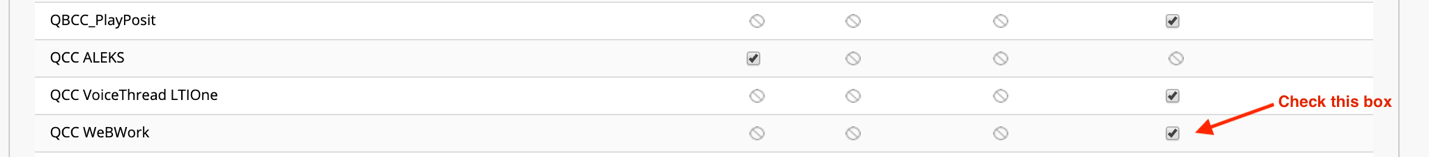 QBCC_PlayPosit
QCC ALEKS
QCC VoiceThread LTIOne
Check this box
QCC WeBWork